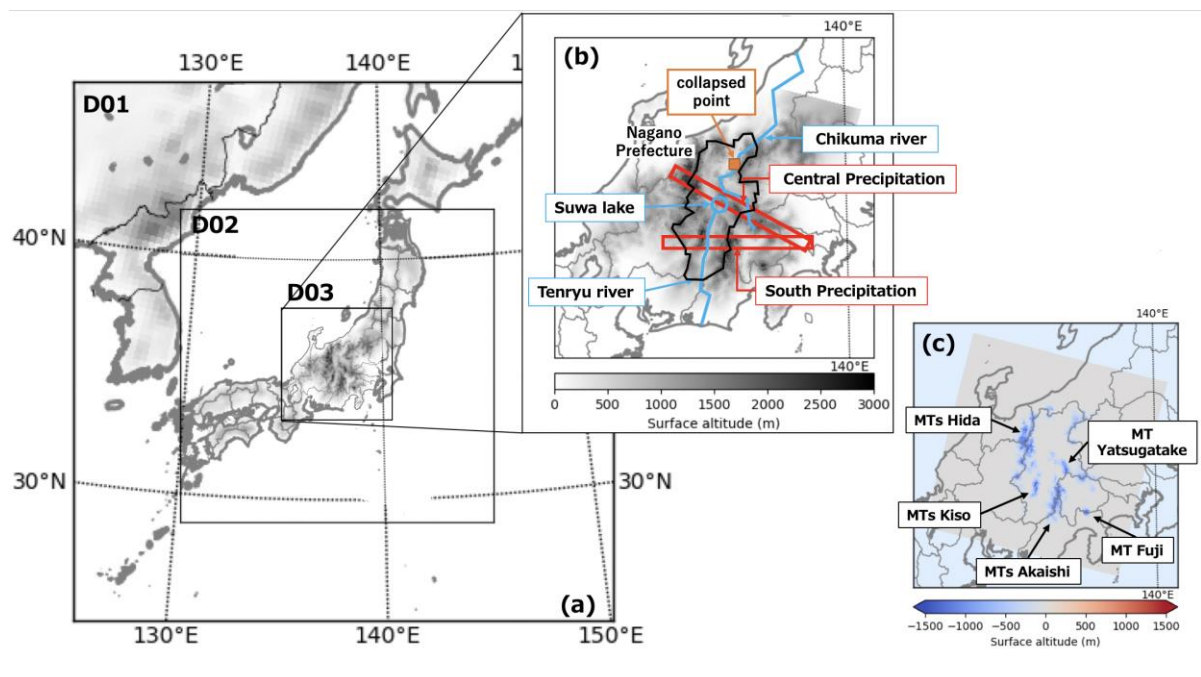 130°E
140°E
1
D01
D02
D03
40°N
30°N
30°N
130°E
140°E
150°E
(a)
140°E
(b)
collapsed
point
Nagano
Prefecture
Chikuma river
Central Precipitation
Suwa lake
Tenryu river
South Precipitation
140°E
0 500 1000 1500 2000 2500 3000
Surface altitude (m)
140°E
(c)
MTs Hida
MT
Yatsugatake
MTs Kiso
MT Fuji
MTs Akaishi
140°E
−1500 −1000 −500 0 500 1000 1500
Surface altitude (m)